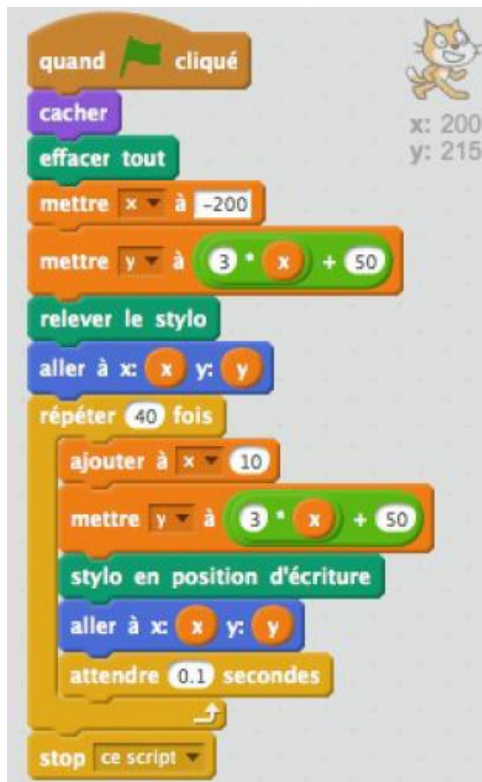 quand cliqué
cacher
x: 200
effacer tout
y: 215
mettre x à -200
mettre y à 3 * x + 50
relever le stylo
aller à x: x y: y
répéter 40 fois
ajouter à x 10
mettre y à 3 * x + 50
stylo en position d'écriture
aller à x: x y: y
attendre 0.1 secondes
stop ce script